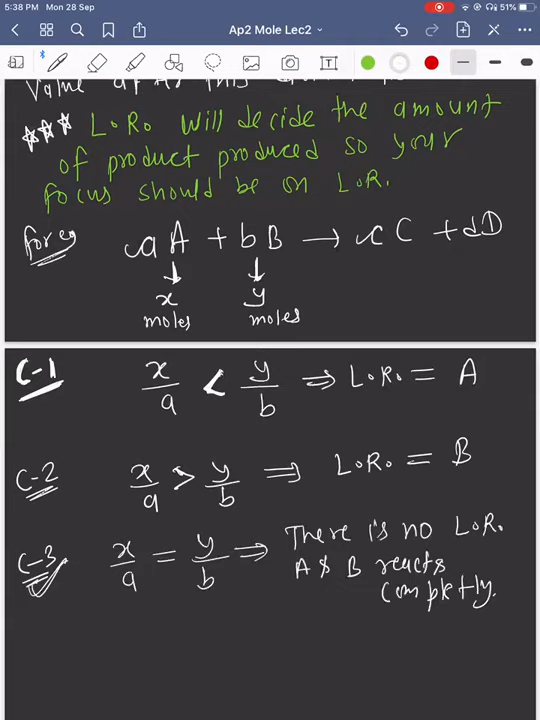 5:38 PM Mon 28 Sep
51%
Ap2 Mole Lec2
T
*** L.R. will decide the amount
of product produced so your
focus should be on L.R.
For eg
aA + bB → cC + dD
↓ ↓
x y
moles moles
C-1 x/a < y/b ⇒ L.R. = A
C-2 x/a > y/b ⇒ L.R. = B
C-3 x/a = y/b ⇒ There is no L.R.
A & B reacts
completly.